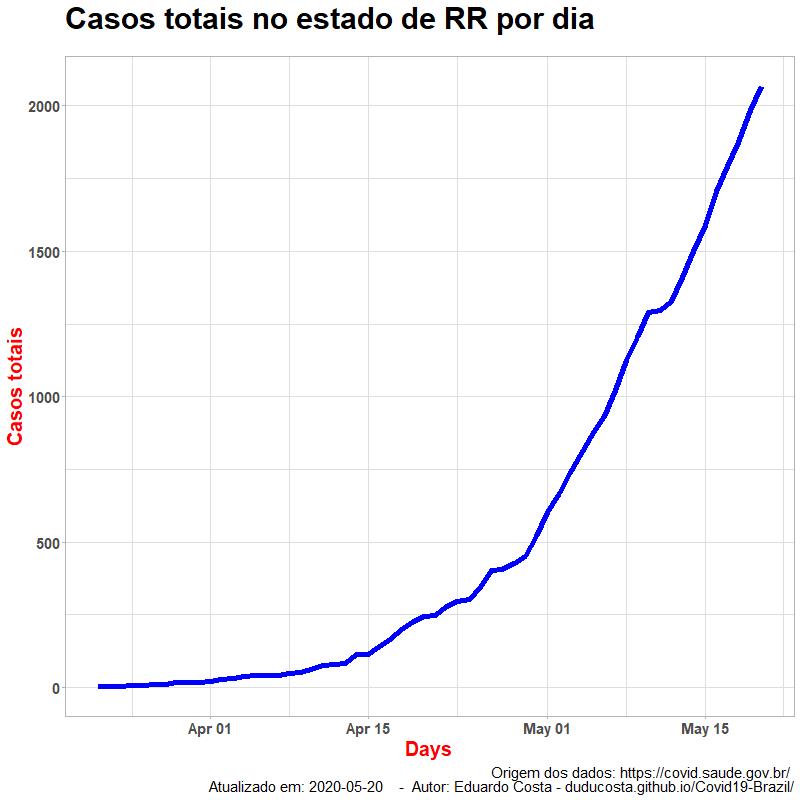 Casos totais no estado de RR por dia
Casos totais
2000
1500
1000
500
0
Apr 01 Apr 15 May 01 May 15
Days
Origem dos dados: https://covid.saude.gov.br/
Atualizado em: 2020-05-20 - Autor: Eduardo Costa - duducosta.github.io/Covid19-Brazil/